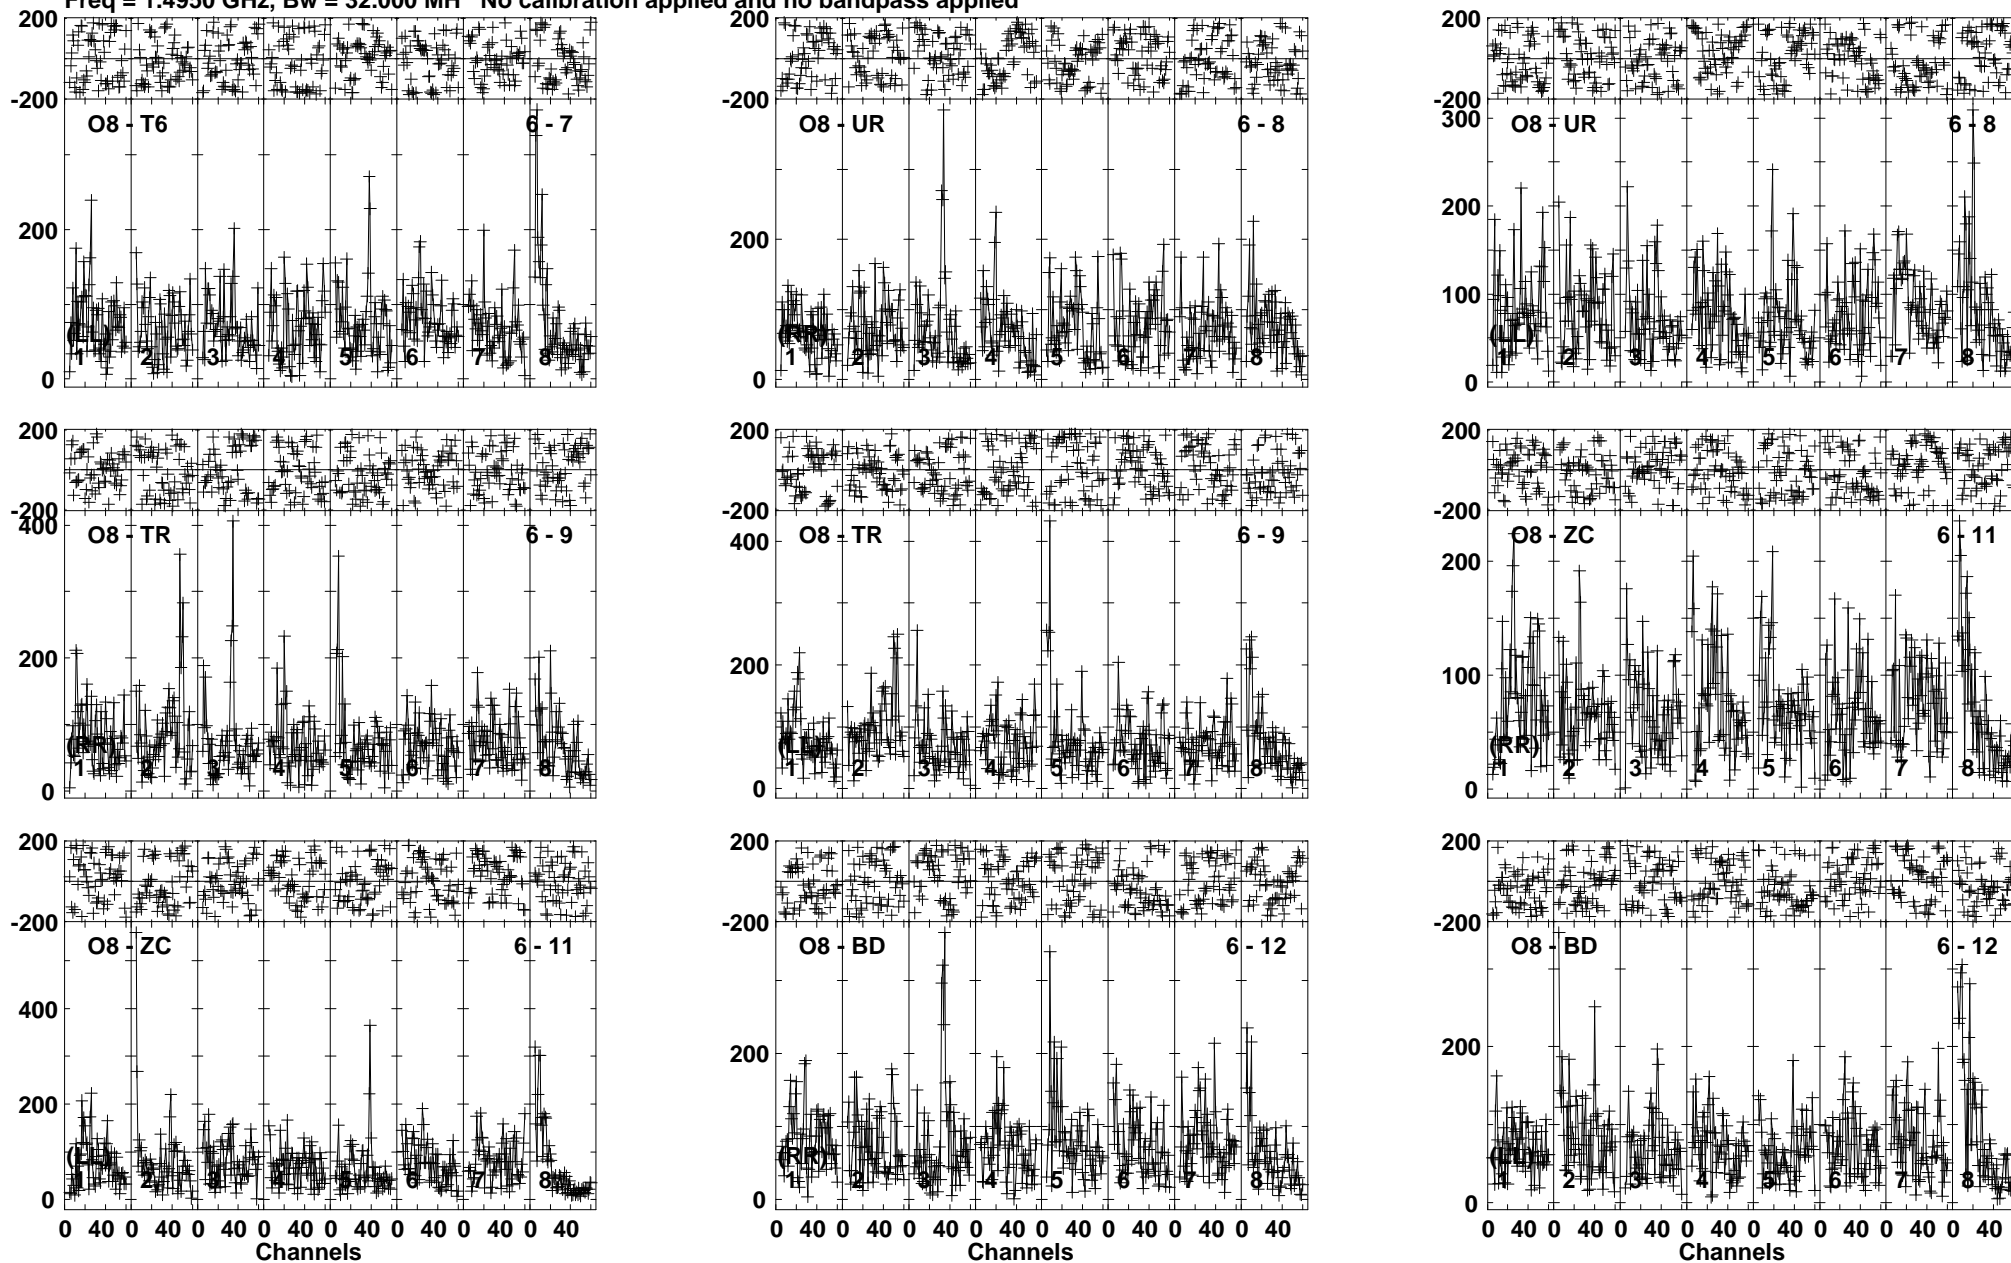 Freq = 1.4950 GHz, Bw = 32.000 MH   No calibration applied and no bandpass applied
200 200 200
-200 -200 -200
O8 - T6 6 - 7 O8 - UR 6 - 8 300 O8 - UR 6 - 8
200 200 200
100
(LL) (RR) (LL)
1 2 3 4 5 6 7 8 1 2 3 4 5 6 7 8 1 2 3 4 5 6 7 8
0 0 0
200 200 200
-200 -200 -200
400 O8 - TR 6 - 9 400 O8 - TR 6 - 9 O8 - ZC 6 - 11
200 200 200
100
(RR) (LL) (RR)
1 2 3 4 5 6 7 8 1 2 3 4 5 6 7 8 1 2 3 4 5 6 7 8
0 0 0
200 200 200
-200 -200 -200
O8 - ZC 6 - 11 O8 - BD 6 - 12 O8 - BD 6 - 12
400
200 200 200
(LL) (RR) (LL)
1 2 3 4 5 6 7 8 1 2 3 4 5 6 7 8 1 2 3 4 5 6 7 8
0 0 0
0 40 0 40 0 40 0 40 0 40 0 40 0 40 0 40 0 40 0 40 0 40 0 40 0 40 0 40 0 40 0 40 0 40 0 40 0 40 0 40 0 40 0 40 0 40 0 40
Channels Channels Channels